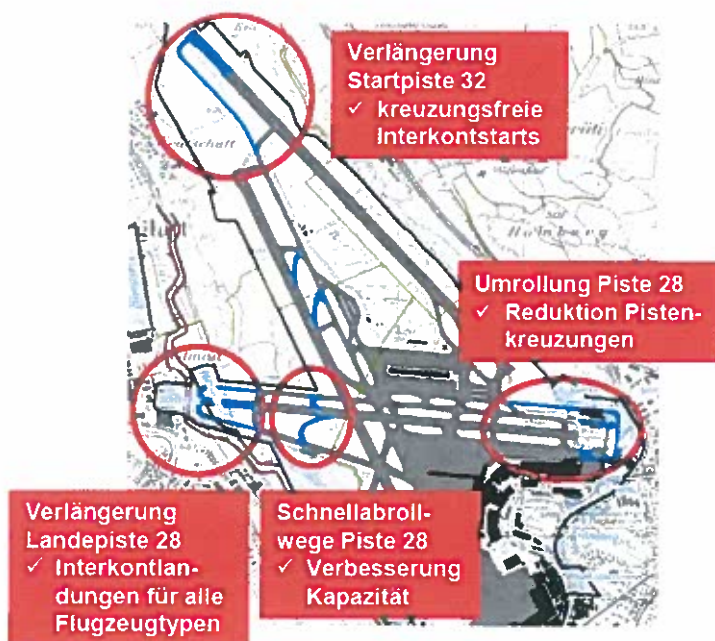 Verlängerung
Startpiste 32
✓ kreuzungsfreie
Interkontstarts
Umrollung Piste 28
✓ Reduktion Pisten-
kreuzungen
Verlängerung
Landepiste 28
✓ Interkontlan-
dungen für alle
Flugzeugtypen
Schnellabroll-
wege Piste 28
✓ Verbesserung
Kapazität